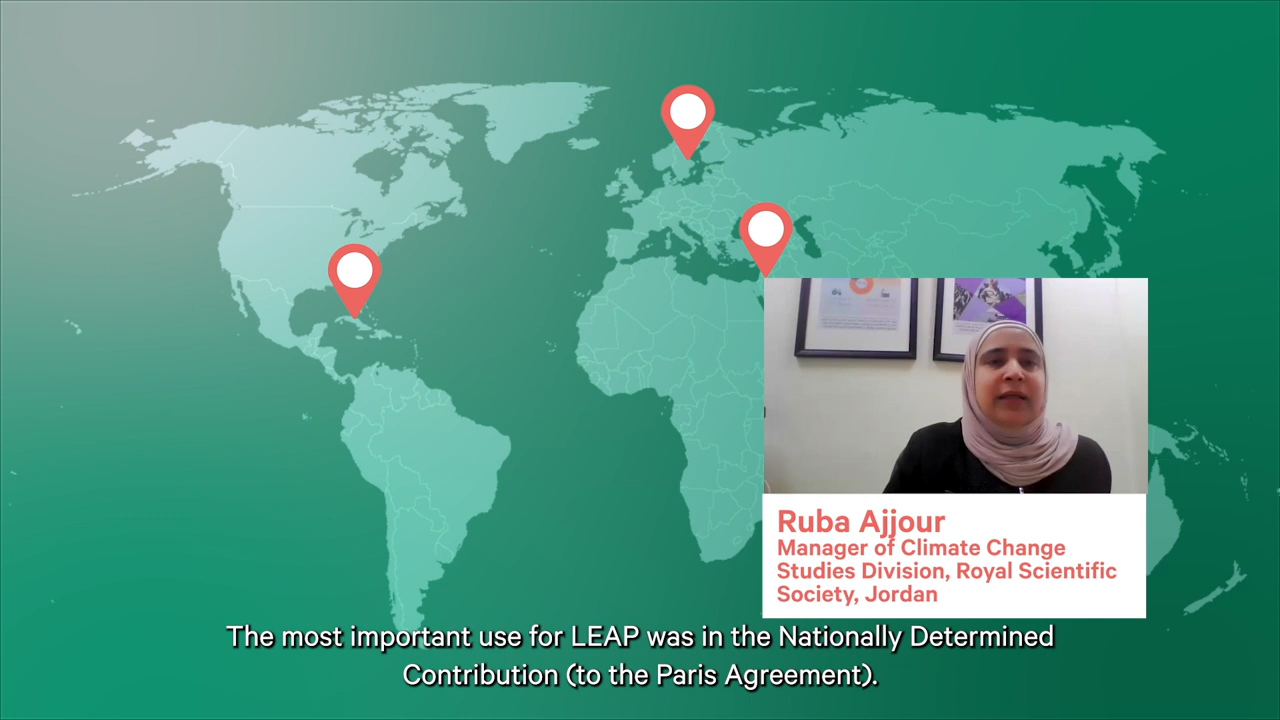 Ruba Ajjour
Manager of Climate Change
Studies Division, Royal Scientific
Society, Jordan
The most important use for LEAP was in the Nationally Determined
Contribution (to the Paris Agreement).